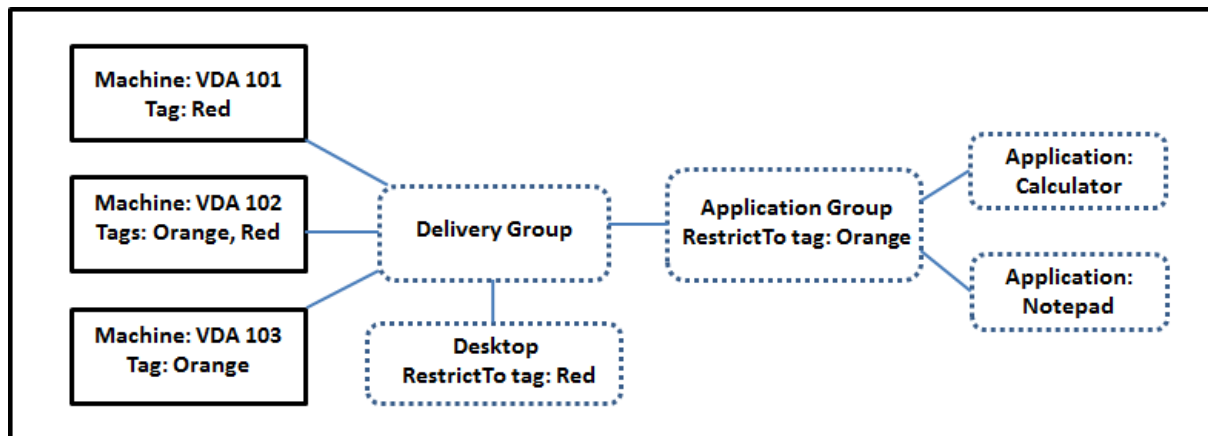 Machine: VDA 101
Tag: Red
Machine: VDA 102
Tags: Orange, Red
Machine: VDA 103
Tag: Orange
Delivery Group
Desktop
RestrictTo tag: Red
Application Group
RestrictTo tag: Orange
Application:
Calculator
Application:
Notepad